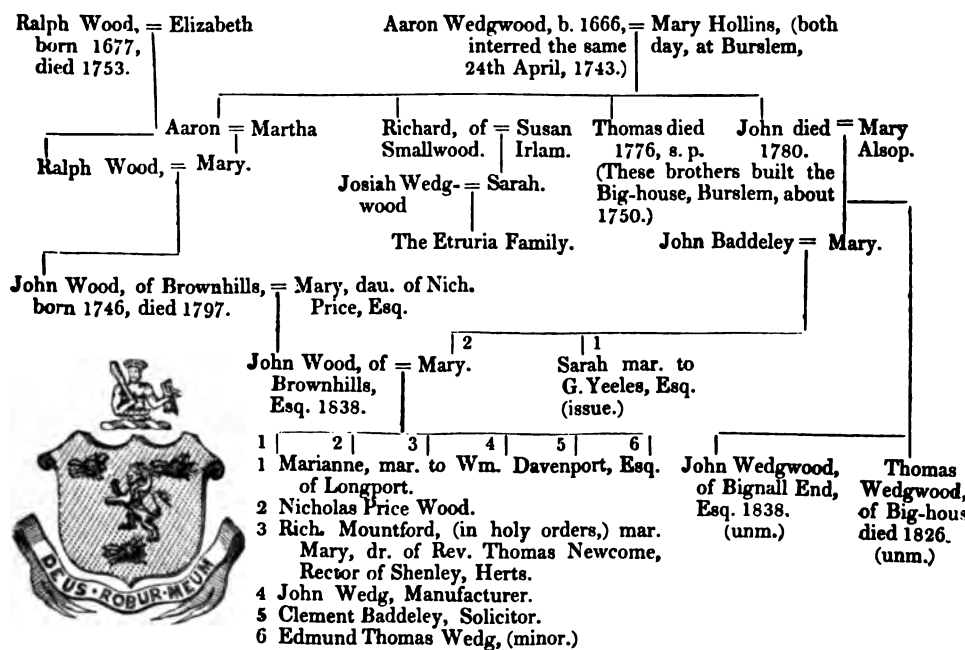 Ralph Wood, = Elizabeth
born 1677,
died 1753.
Aaron Wedgwood, b. 1666, = Mary Hollins, (both
interred the same day, at Burslem,
24th April, 1743.)
Aaron = Martha
Richard, of = Susan
Smallwood. Irlam.
Thomas died
1776, s. p.
John died = Mary
1780. Alsop.
(These brothers built the
Big-house, Burslem, about
1750.)
Ralph Wood, = Mary.
Josiah Wedg- = Sarah.
wood
The Etruria Family.
John Baddeley = Mary.
John Wood, of Brownhills, = Mary, dau. of Nich.
born 1746, died 1797. Price, Esq.
2 1
John Wood, of = Mary.
Brownhills,
Esq. 1838.
Sarah mar. to
G. Yeeles, Esq.
(issue.)
1 2 3 4 5 6
1 Marianne, mar. to Wm. Davenport, Esq.
of Longport.
2 Nicholas Price Wood.
3 Rich. Mountford, (in holy orders,) mar.
Mary, dr. of Rev. Thomas Newcome,
Rector of Shenley, Herts.
4 John Wedg, Manufacturer.
5 Clement Baddeley, Solicitor.
6 Edmund Thomas Wedg, (minor.)
John Wedgwood,
of Bignall End,
Esq. 1838.
(unm.)
Thomas
Wedgwood,
of Big-hous
died 1826.
(unm.)
DEUS · ROBUR · MEUM